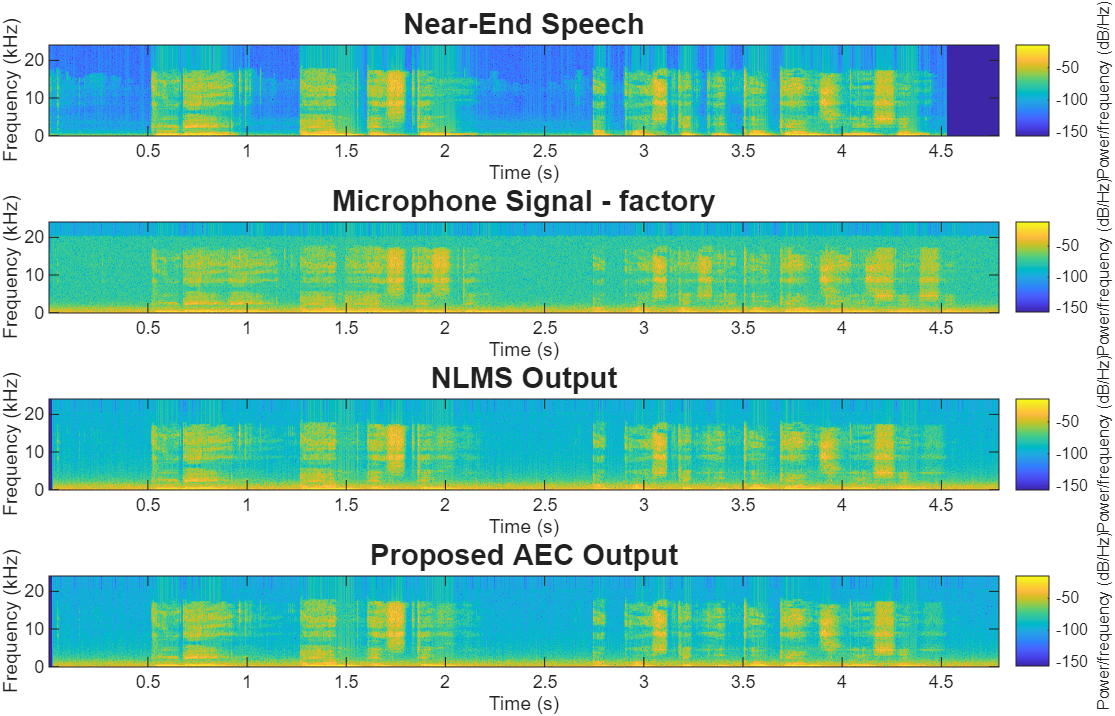 Near-End Speech
Frequency (kHz)
20
10
0
0.5 1 1.5 2 2.5 3 3.5 4 4.5
Time (s)
-50
-100
-150
Power/frequency (dB/Hz)
Microphone Signal - factory
Frequency (kHz)
20
10
0
0.5 1 1.5 2 2.5 3 3.5 4 4.5
Time (s)
-50
-100
-150
Power/frequency (dB/Hz)
NLMS Output
Frequency (kHz)
20
10
0
0.5 1 1.5 2 2.5 3 3.5 4 4.5
Time (s)
-50
-100
-150
Power/frequency (dB/Hz)
Proposed AEC Output
Frequency (kHz)
20
10
0
0.5 1 1.5 2 2.5 3 3.5 4 4.5
Time (s)
-50
-100
-150
Power/frequency (dB/Hz)